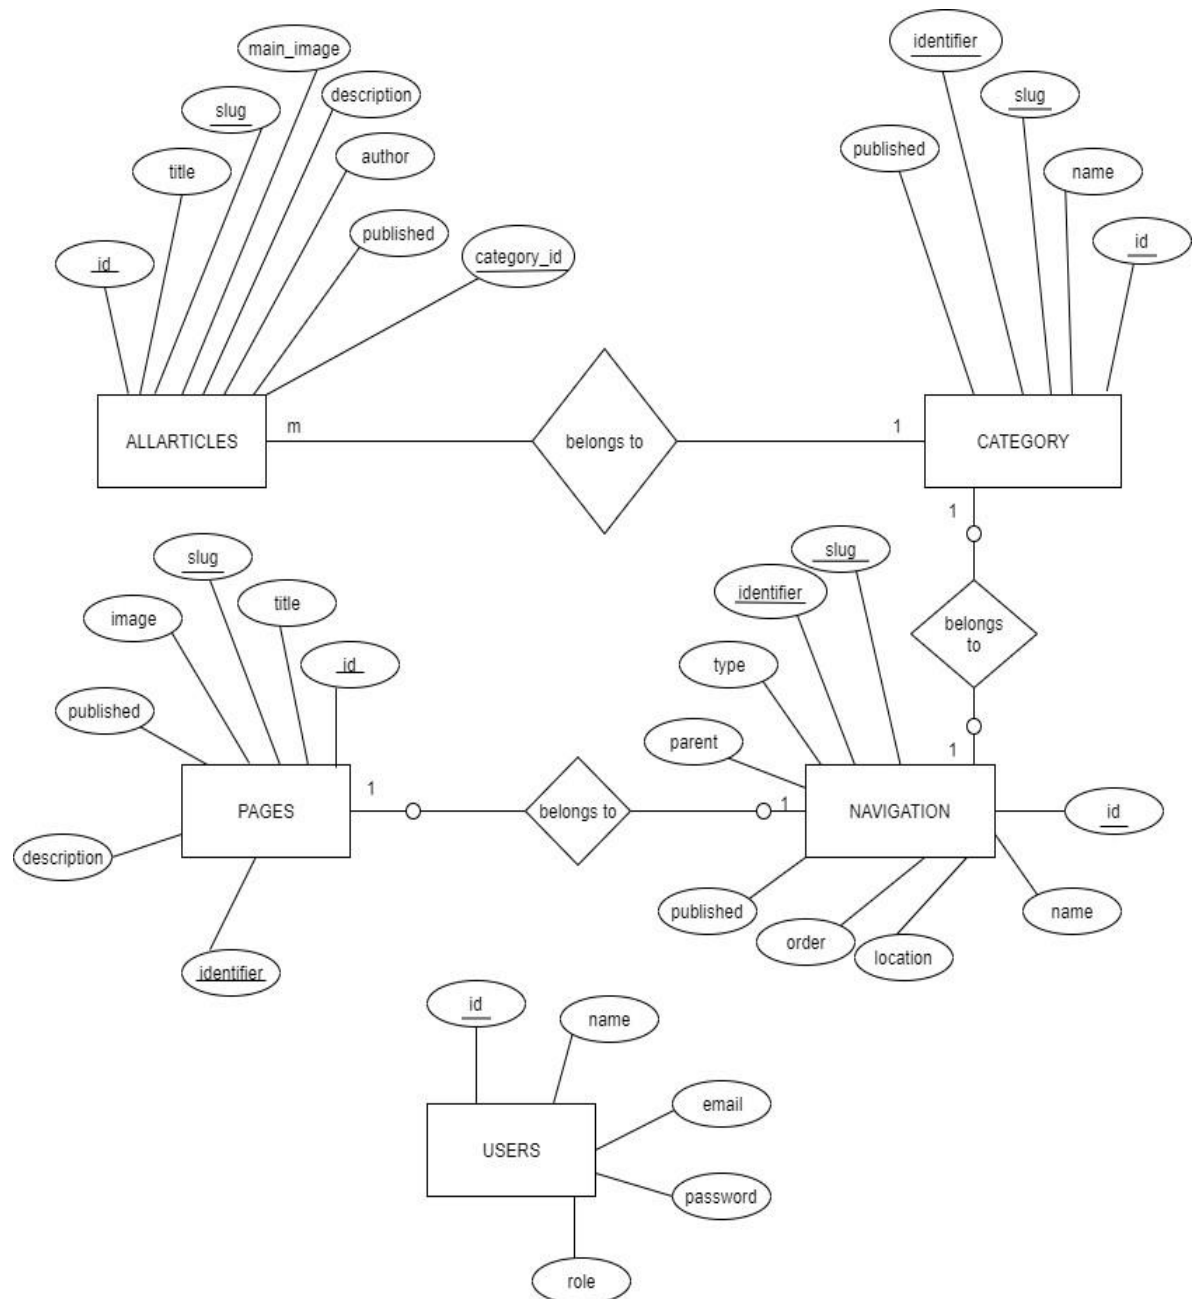 main_image
identifier
description
slug
slug
published
author
name
title
published
id
category_id
id
ALLARTICLES
m
belongs to
1
CATEGORY
1
slug
slug
title
identifier
image
belongs
to
type
id
published
parent
1
PAGES
1
belongs to
1
NAVIGATION
id
description
published
order
location
name
identifier
id
name
email
USERS
password
role